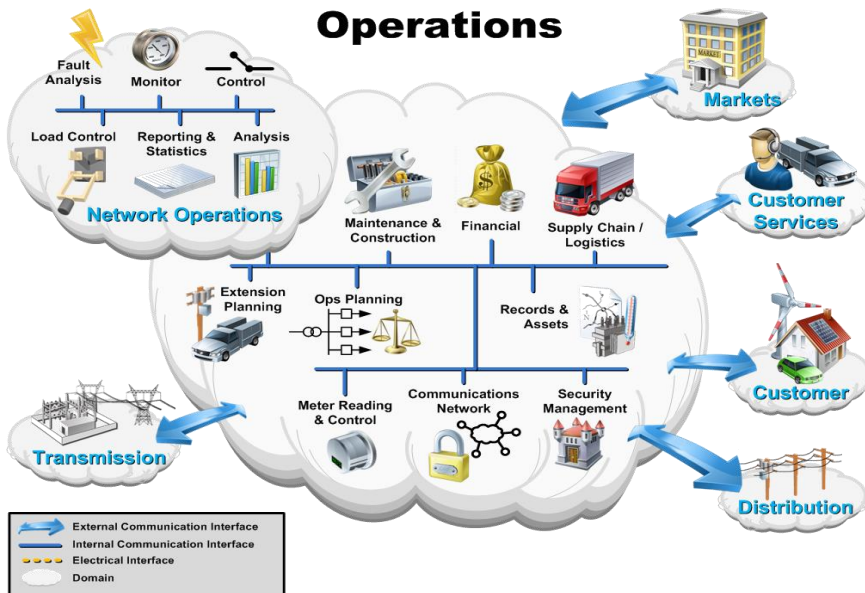 Operations
Fault
Analysis
Monitor
Control
Load Control
Reporting &
Statistics
Analysis
Network Operations
MARKET
Markets
Customer
Services
Maintenance &
Construction
$
Financial
Supply Chain /
Logistics
Extension
Planning
Ops Planning
Records &
Assets
Customer
Meter Reading
& Control
Communications
Network
Security
Management
Transmission
Distribution
External Communication Interface
Internal Communication Interface
Electrical Interface
Domain